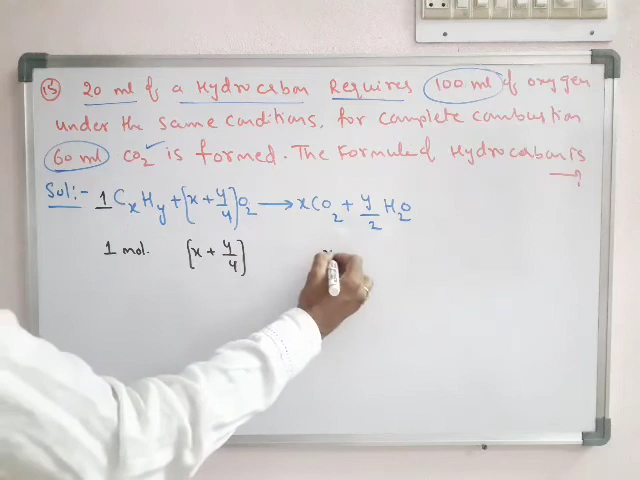 15 20 ml of a Hydrocarbon Requires 100 ml of oxygen
under the same conditions, for complete combustion
60 ml CO2 is formed. The formula of Hydrocarbon is
Sol:- 1 CxHy + [x + y/4] O2 → x CO2 + y/2 H2O
1 mol. [x + y/4]